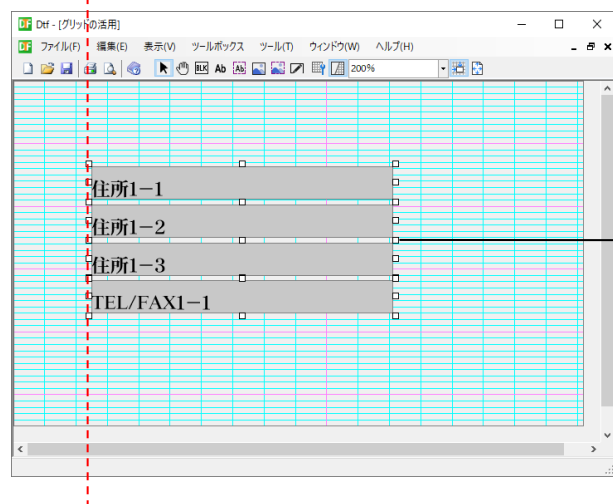 DTF Dtf - [グリッドの活用]
DTF ファイル(F) 編集(E) 表示(V) ツールボックス ツール(T) ウィンドウ(W) ヘルプ(H)
BLK Ab Ab 200%
住所1－1
住所1－2
住所1－3
TEL/FAX1－1